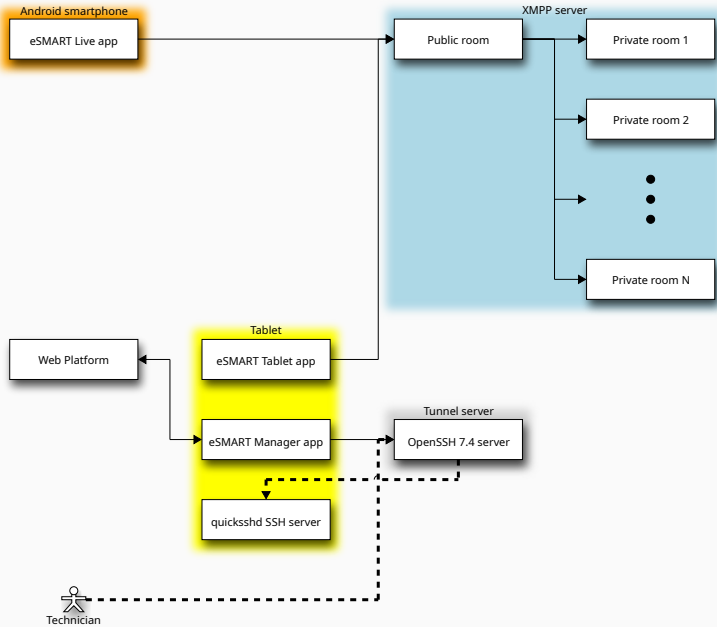 Android smartphone
XMPP server
eSMART Live app
Public room
Private room 1
Private room 2
Private room N
Tablet
Web Platform
eSMART Tablet app
Tunnel server
eSMART Manager app
OpenSSH 7.4 server
quicksshd SSH server
Technician